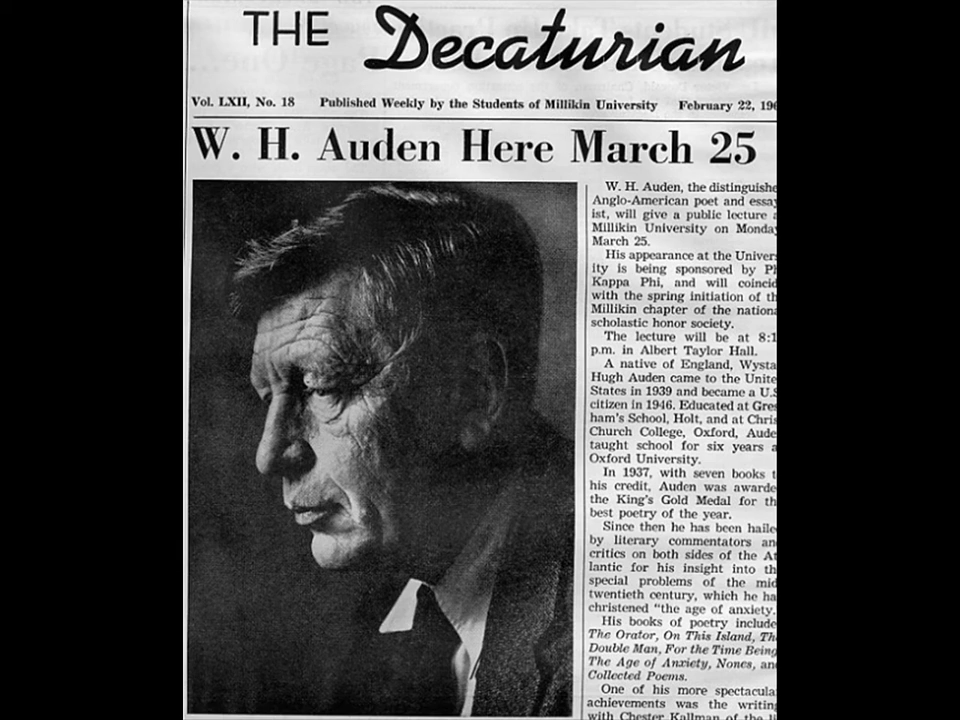 THE Decaturian
Vol. LXII, No. 18 Published Weekly by the Students of Millikin University February 22, 196
W. H. Auden Here March 25
W. H. Auden, the distinguishe
Anglo-American poet and essay
ist, will give a public lecture a
Millikin University on Monday
March 25.
His appearance at the Univers
ity is being sponsored by Ph
Kappa Phi, and will coincid
with the spring initiation of th
Millikin chapter of the nationa
scholastic honor society.
The lecture will be at 8:1
p.m. in Albert Taylor Hall.
A native of England, Wysta
Hugh Auden came to the Unite
States in 1939 and became a U.S
citizen in 1946. Educated at Gres
ham's School, Holt, and at Chris
Church College, Oxford, Aude
taught school for six years a
Oxford University.
In 1937, with seven books t
his credit, Auden was awarde
the King's Gold Medal for th
best poetry of the year.
Since then he has been haile
by literary commentators an
critics on both sides of the At
lantic for his insight into th
special problems of the mid
twentieth century, which he ha
christened "the age of anxiety.
His books of poetry include
The Orator, On This Island, Th
Double Man, For the Time Being
The Age of Anxiety, Nones, an
Collected Poems.
One of his more spectacula
achievements was the writing
with Chester Kallman of the li